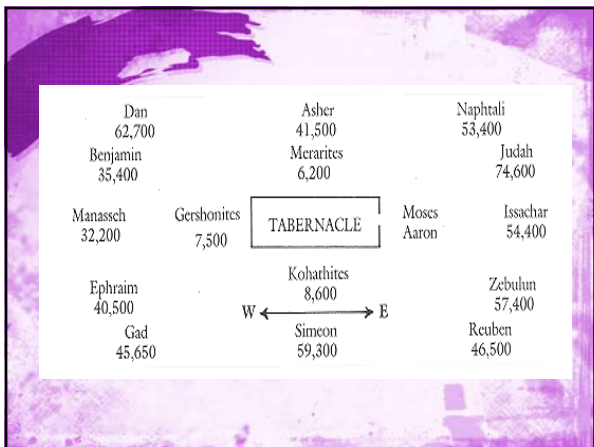 Dan Asher Naphtali
62,700 41,500 53,400
Benjamin Merarites Judah
35,400 6,200 74,600
Manasseh Gershonites TABERNACLE Moses Issachar
32,200 7,500 Aaron 54,400
Ephraim Kohathites Zebulun
40,500 8,600 57,400
W E
Gad Simeon Reuben
45,650 59,300 46,500